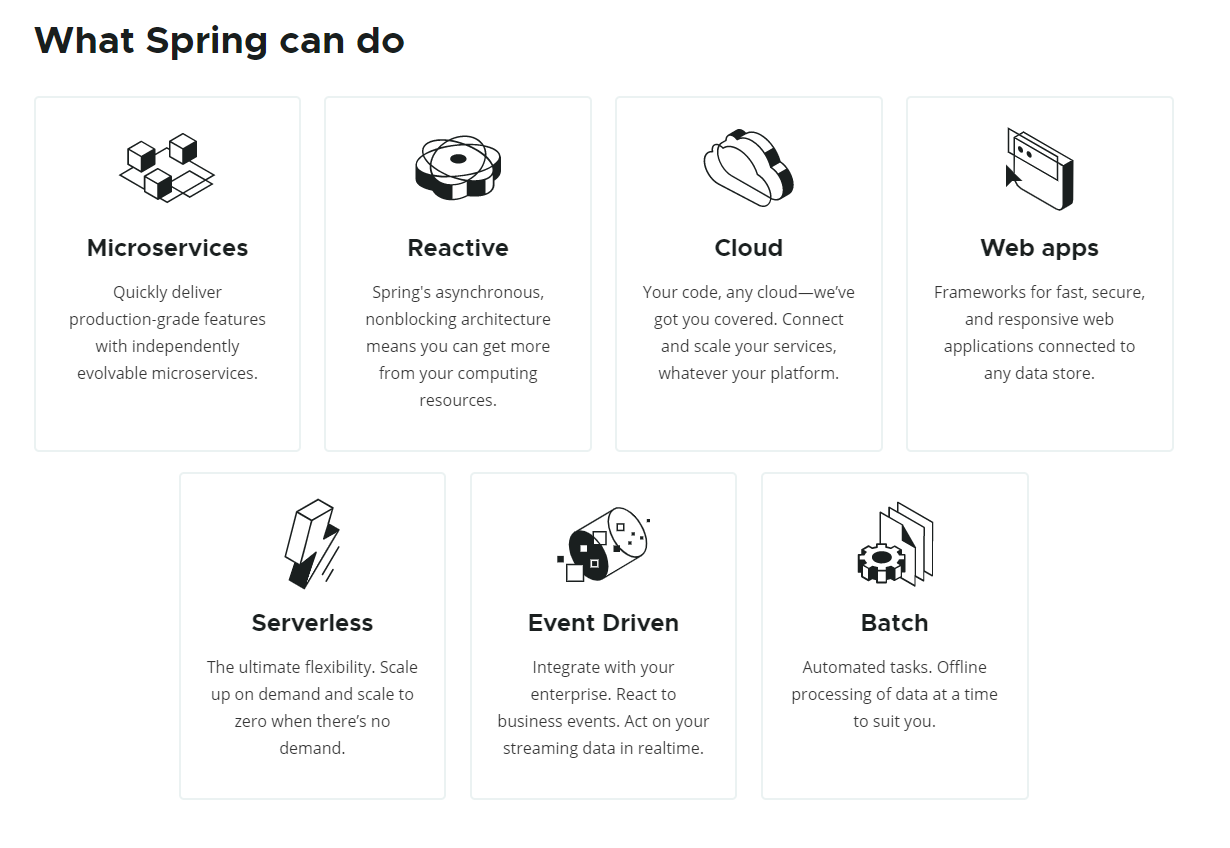 What Spring can do
Microservices
Quickly deliver
production-grade features
with independently
evolvable microservices.
Reactive
Spring's asynchronous,
nonblocking architecture
means you can get more
from your computing
resources.
Cloud
Your code, any cloud—we’ve
got you covered. Connect
and scale your services,
whatever your platform.
Web apps
Frameworks for fast, secure,
and responsive web
applications connected to
any data store.
Serverless
The ultimate flexibility. Scale
up on demand and scale to
zero when there’s no
demand.
Event Driven
Integrate with your
enterprise. React to
business events. Act on your
streaming data in realtime.
Batch
Automated tasks. Offline
processing of data at a time
to suit you.